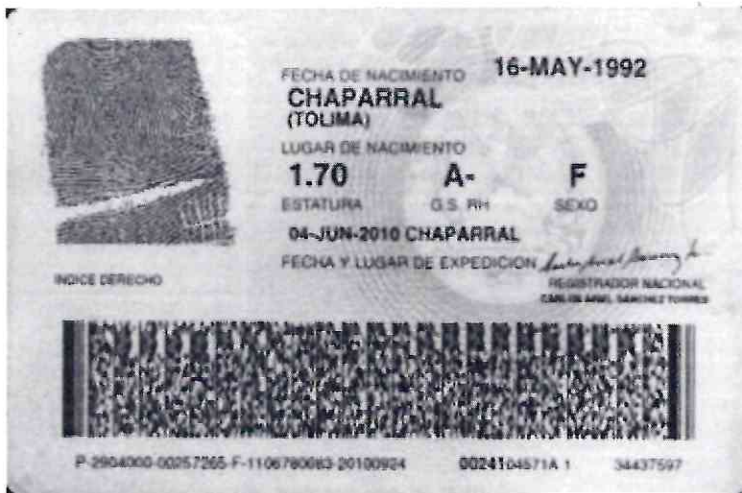 FECHA DE NACIMIENTO 16-MAY-1992
CHAPARRAL
(TOLIMA)
LUGAR DE NACIMIENTO
1.70 A- F
ESTATURA G.S. RH SEXO
04-JUN-2010 CHAPARRAL
FECHA Y LUGAR DE EXPEDICION
INDICE DERECHO
REGISTRADOR NACIONAL
CARLOS ARIEL SANCHEZ TORRES
P-2904000-00257265-F-1106780083-20100924 0024104571A 1 34437597